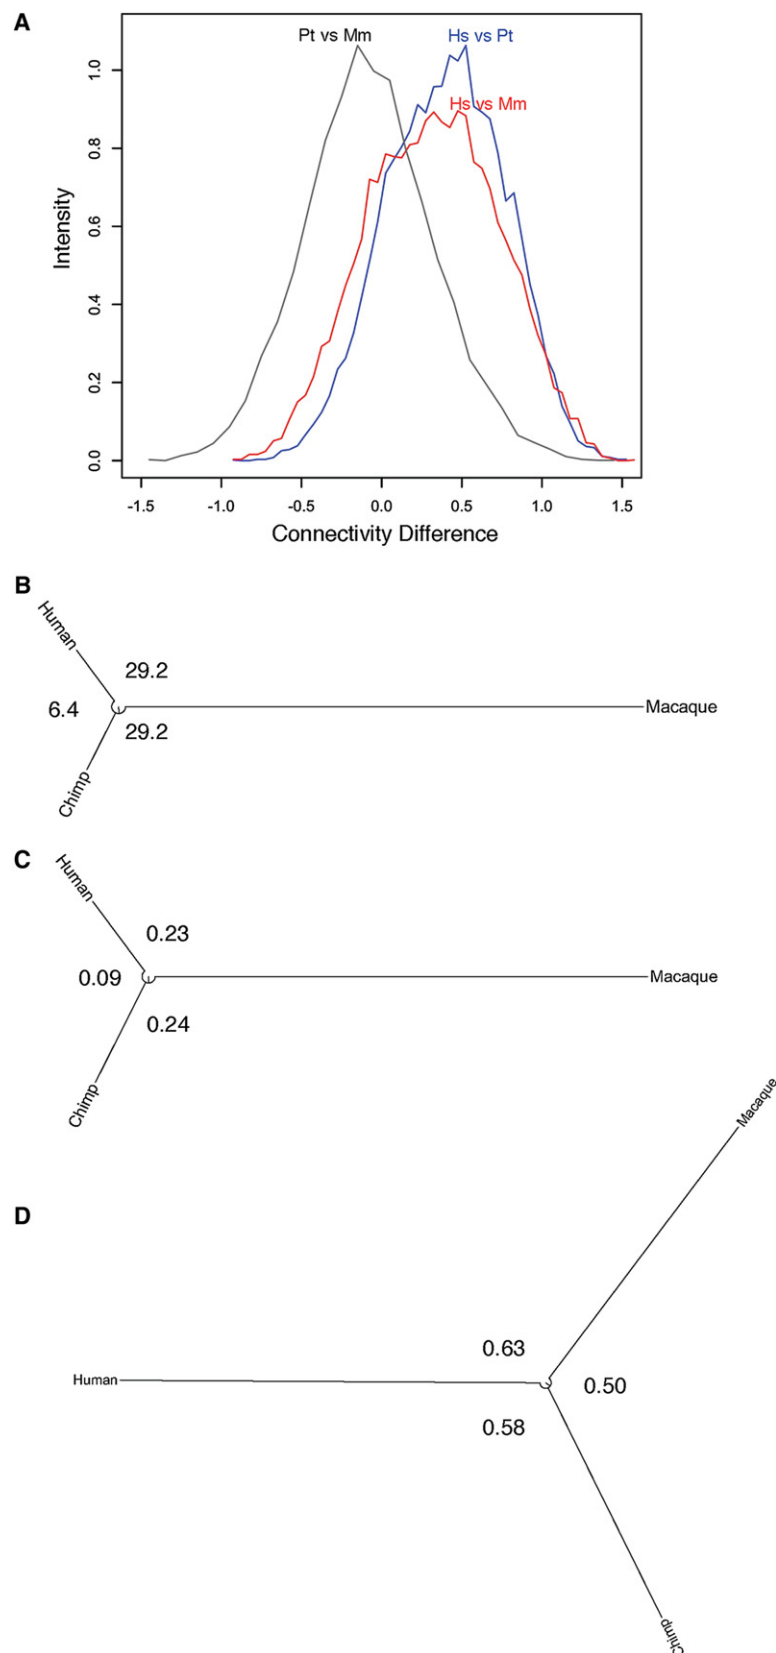 A
Pt vs Mm
Hs vs Pt
Hs vs Mm
Intensity
1.0
0.8
0.6
0.4
0.2
0.0
-1.5 -1.0 -0.5 0.0 0.5 1.0 1.5
Connectivity Difference
B
Human
29.2
6.4
Macaque
29.2
Chimp
C
Human
0.23
0.09
Macaque
0.24
Chimp
Macaque
D
0.63
Human
0.50
0.58
Chimp